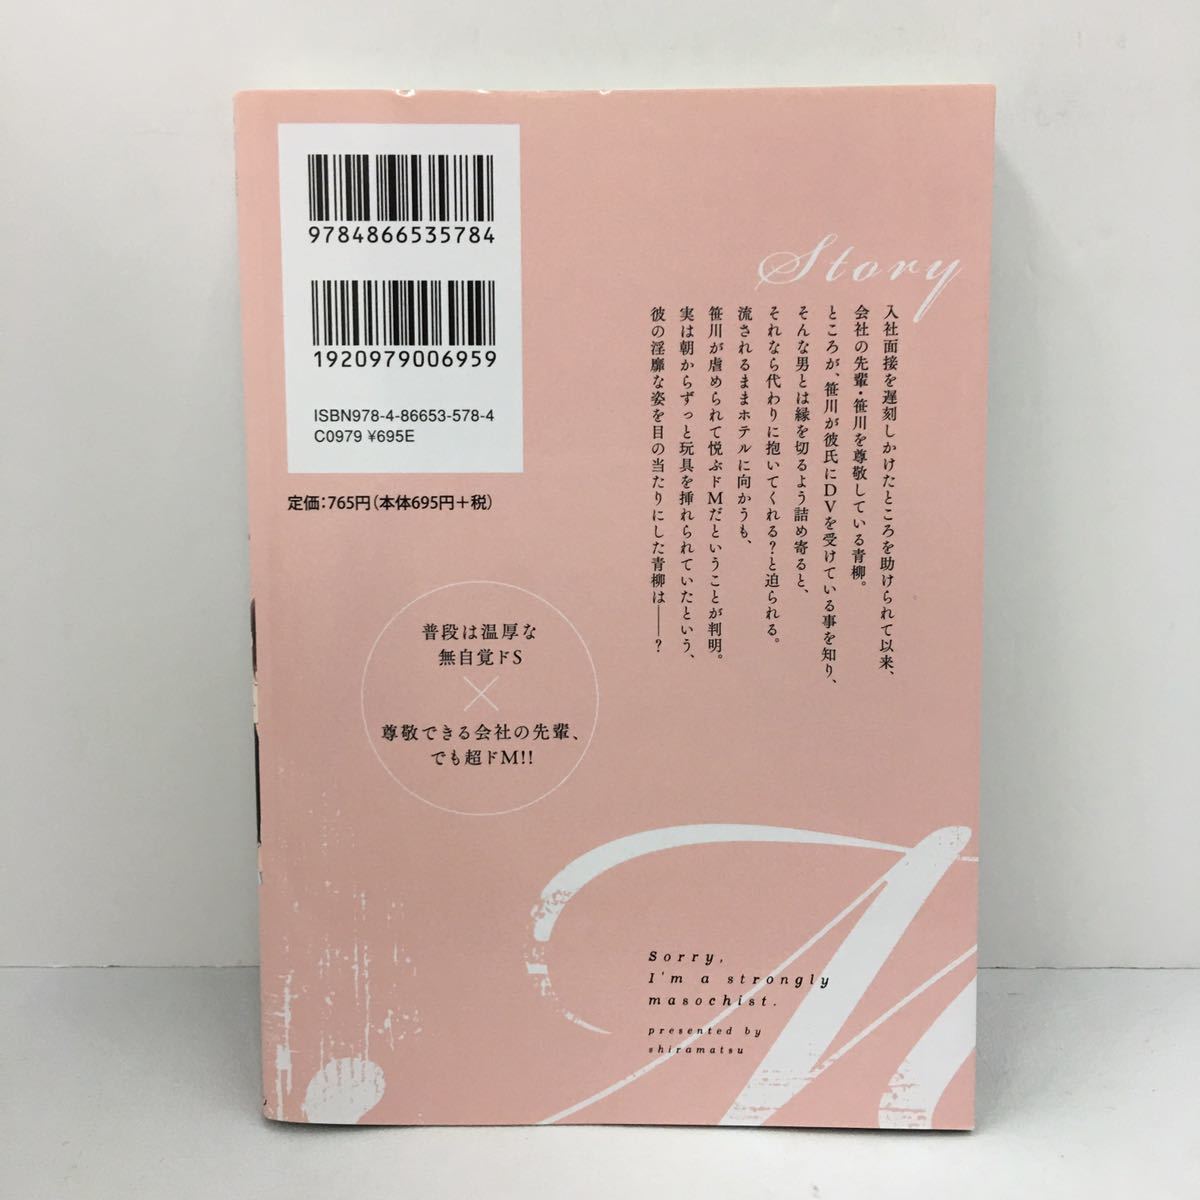 9784866535784
1920979006959
ISBN978-4-86653-578-4
C0979 ¥695E
定価：765円（本体695円＋税）
Story
入社面接を遅刻しかけたところを助けられて以来、
会社の先輩・笹川を尊敬している青柳。
ところが、笹川が彼氏にDVを受けている事を知り、
そんな男とは縁を切るよう詰め寄ると、
それなら代わりに抱いてくれる？と迫られる。
流されるままホテルに向かうも、
笹川が虐められて悦ぶドMだということが判明。
実は朝からずっと玩具を挿れられていたという、
彼の淫靡な姿を目の当たりにした青柳は――？
普段は温厚な
無自覚ドS
×
尊敬できる会社の先輩、
でも超ドM!!
Sorry,
I'm a strongly
masochist.
presented by
shiramatsu